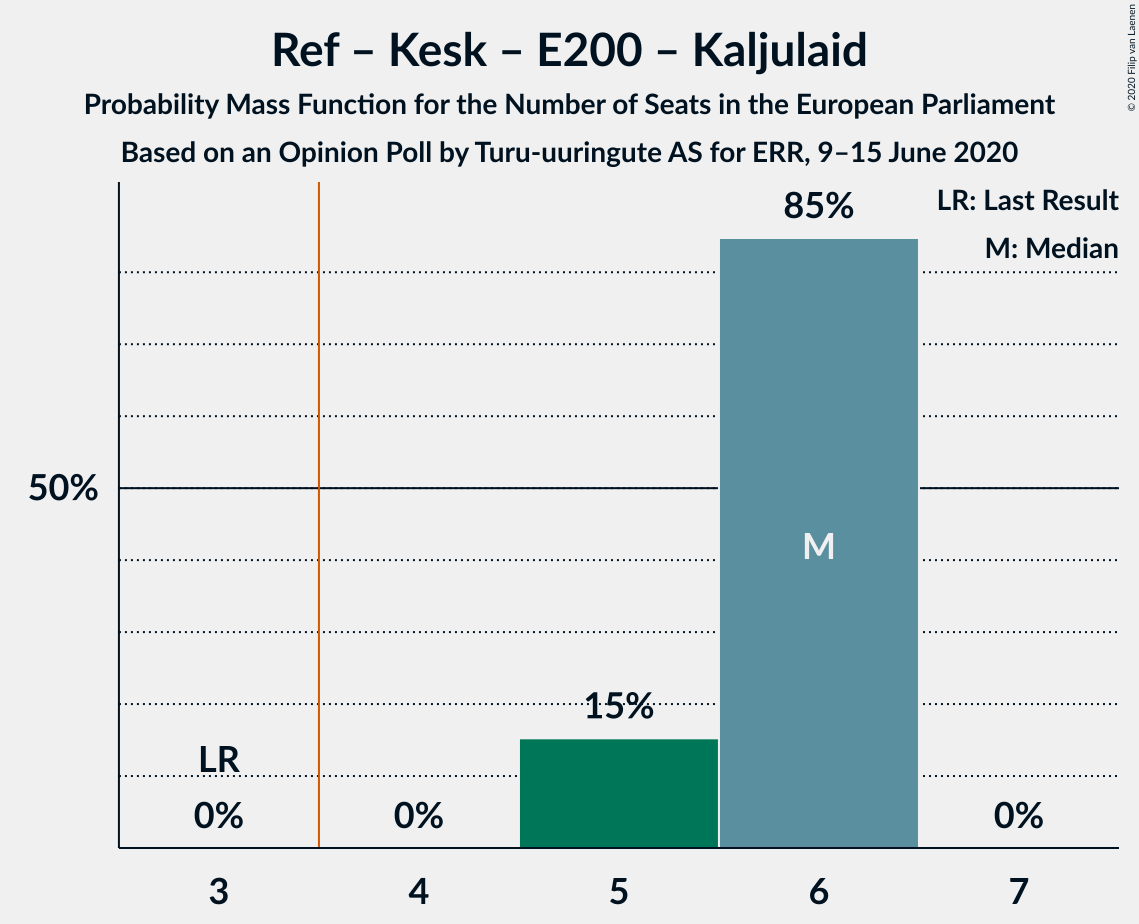 Ref – Kesk – E200 – Kaljulaid
Probability Mass Function for the Number of Seats in the European Parliament
Based on an Opinion Poll by Turu-uuringute AS for ERR, 9–15 June 2020
© 2020 Filip van Laenen
LR: Last Result
M: Median
85%
50%
M
15%
LR
0%
0%
0%
3
4
5
6
7